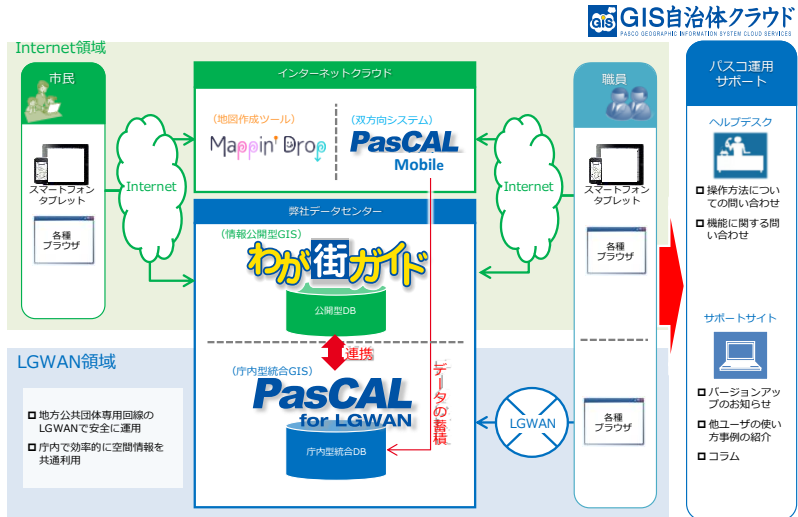 GIS
GIS自治体クラウド
PASCO GEOGRAPHIC INFORMATION SYSTEM CLOUD SERVICES
Internet領域
市民
スマートフォン
タブレット
各種
ブラウザ
Internet
インターネットクラウド
（地図作成ツール）
Mappin' Drop
（双方向システム）
PasCAL
Mobile
弊社データセンター
（情報公開型GIS）
わが街ガイド
公開型DB
連携
（庁内型統合GIS）
PasCAL
for LGWAN
庁内型統合DB
データの蓄積
Internet
LGWAN
職員
スマートフォン
タブレット
各種
ブラウザ
各種
ブラウザ
LGWAN領域
地方公共団体専用回線の
LGWANで安全に運用
庁内で効率的に空間情報を
共通利用
パスコ運用
サポート
ヘルプデスク
操作方法につい
ての問い合わせ
機能に関する問
い合わせ
サポートサイト
バージョンアッ
プのお知らせ
他ユーザの使い
方事例の紹介
コラム